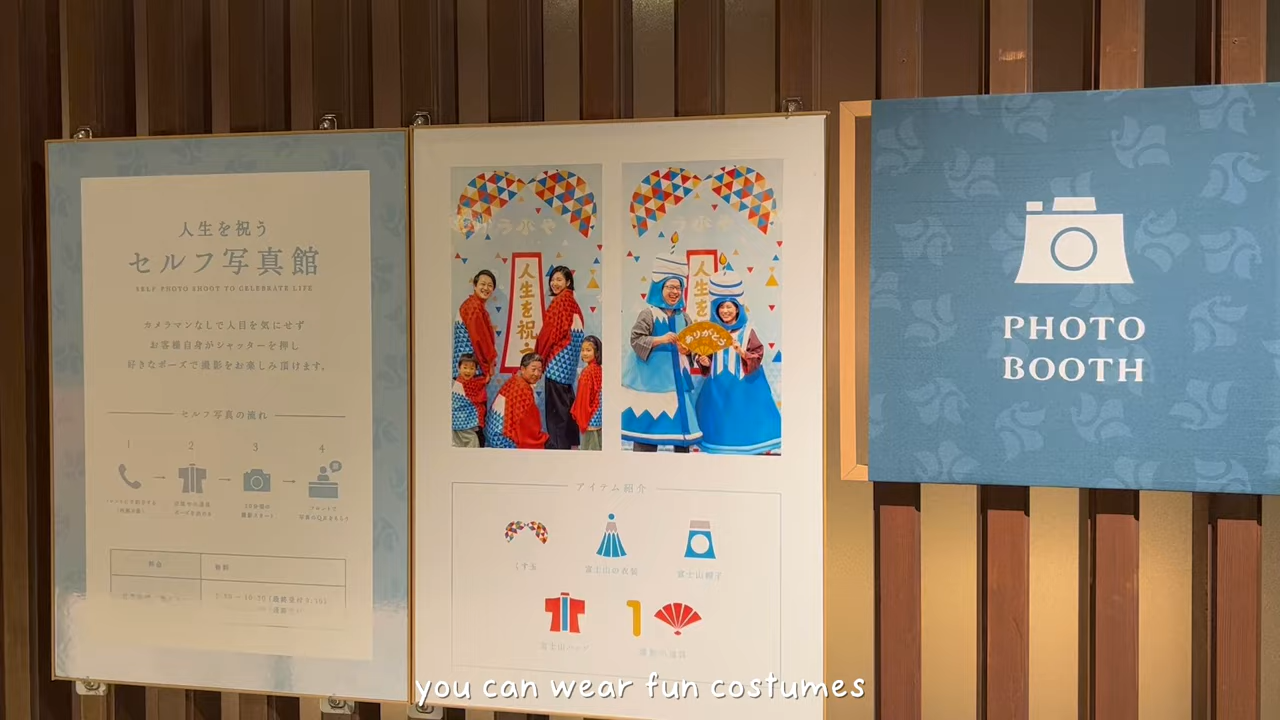 人生を祝う
セルフ写真館
SELF PHOTO SHOOT TO CELEBRATE LIFE
カメラマンなしで人目を気にせず
お客様自身がシャッターを押し
好きなポーズで撮影をお楽しみ頂けます。
セルフ写真の流れ
1
2
3
4
料金
無料
人生を祝う
人生を祝
ありがとう
アイテム紹介
くす玉
富士山の衣装
富士山帽子
PHOTO
BOOTH
you can wear fun costumes